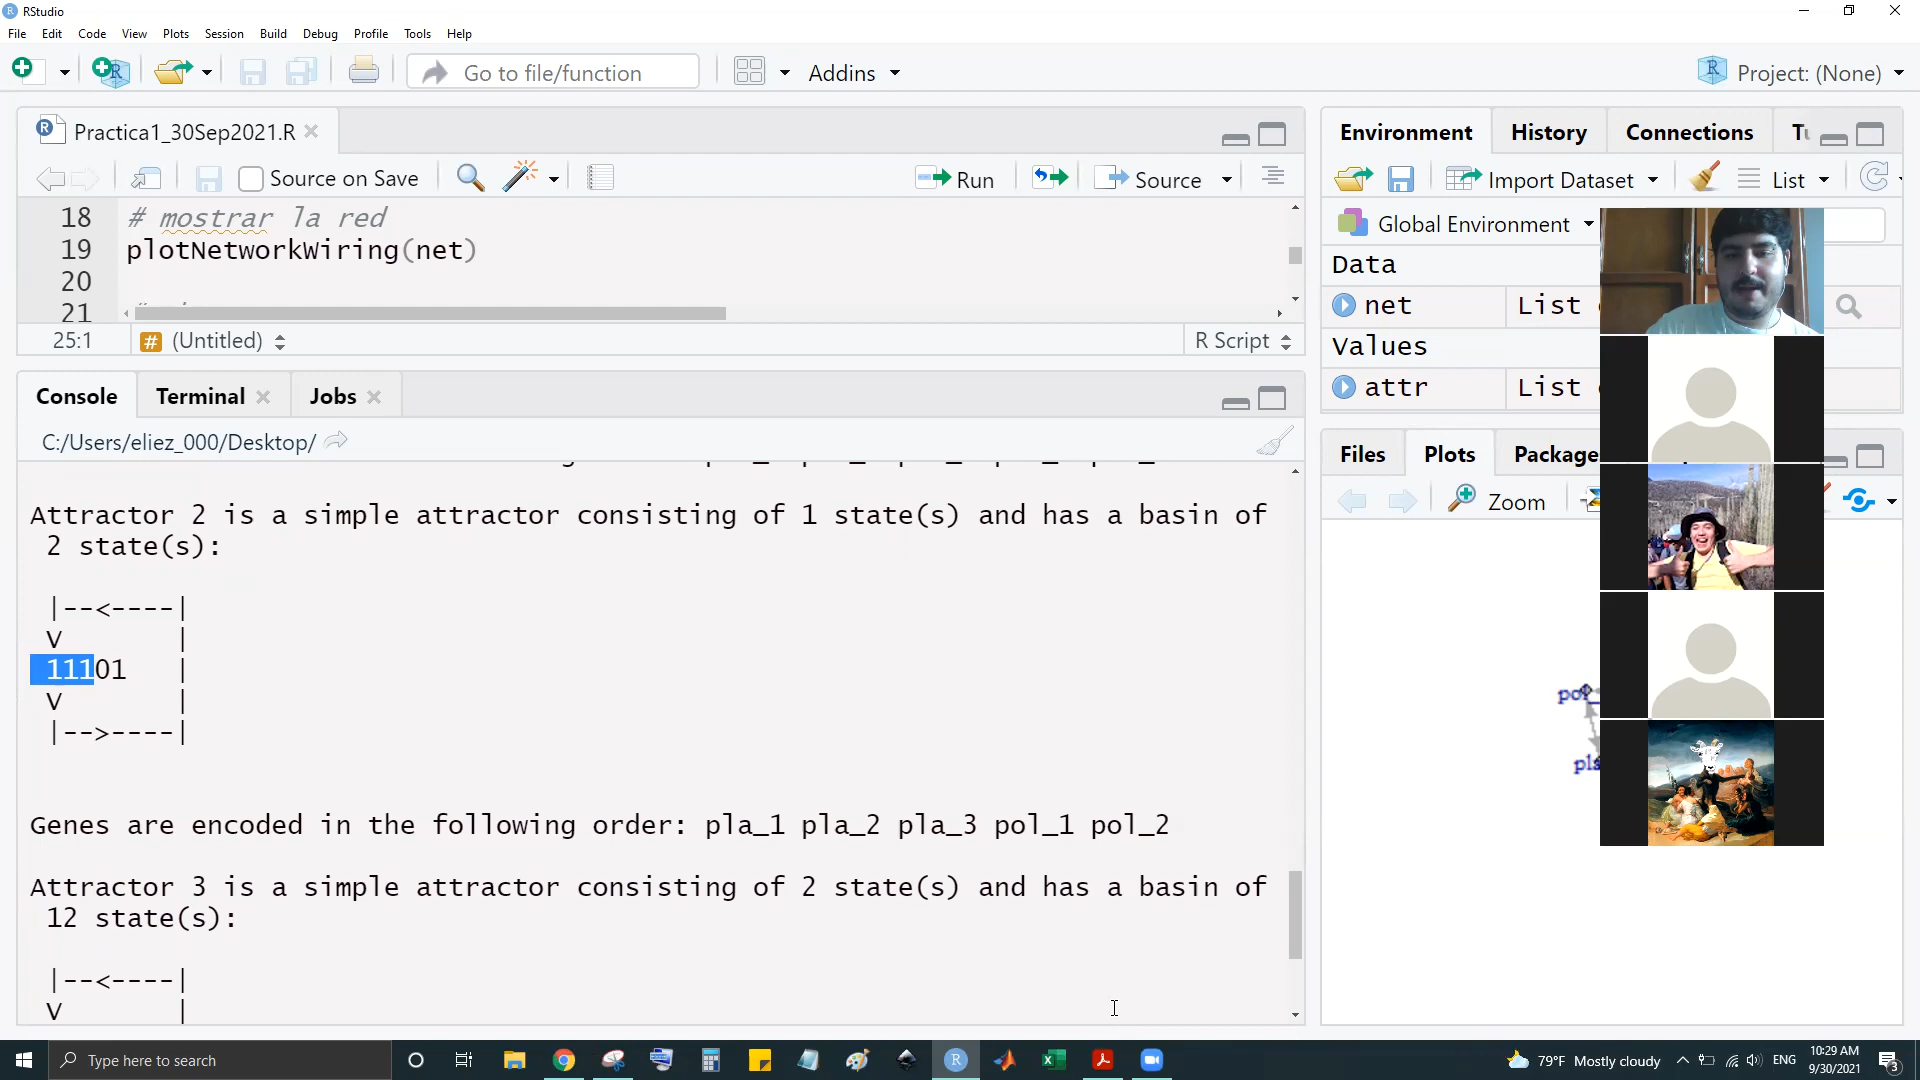 RStudio
File Edit Code View Plots Session Build Debug Profile Tools Help
Go to file/function Addins Project: (None)
Practica1_30Sep2021.R
Source on Save Run Source
18 # mostrar la red
19 plotNetworkWiring(net)
20
21
25:1 (Untitled) R Script
Console Terminal Jobs
C:/Users/eliez_000/Desktop/
Attractor 2 is a simple attractor consisting of 1 state(s) and has a basin of
2 state(s):
|--<----|
V |
11101 |
V |
|-->----|
Genes are encoded in the following order: pla_1 pla_2 pla_3 pol_1 pol_2
Attractor 3 is a simple attractor consisting of 2 state(s) and has a basin of
12 state(s):
|--<----|
V |
Environment History Connections
Import Dataset List
Global Environment
Data
net List
Values
attr List
Files Plots
Zoom
Type here to search
79°F Mostly cloudy ENG
10:29 AM
9/30/2021
3